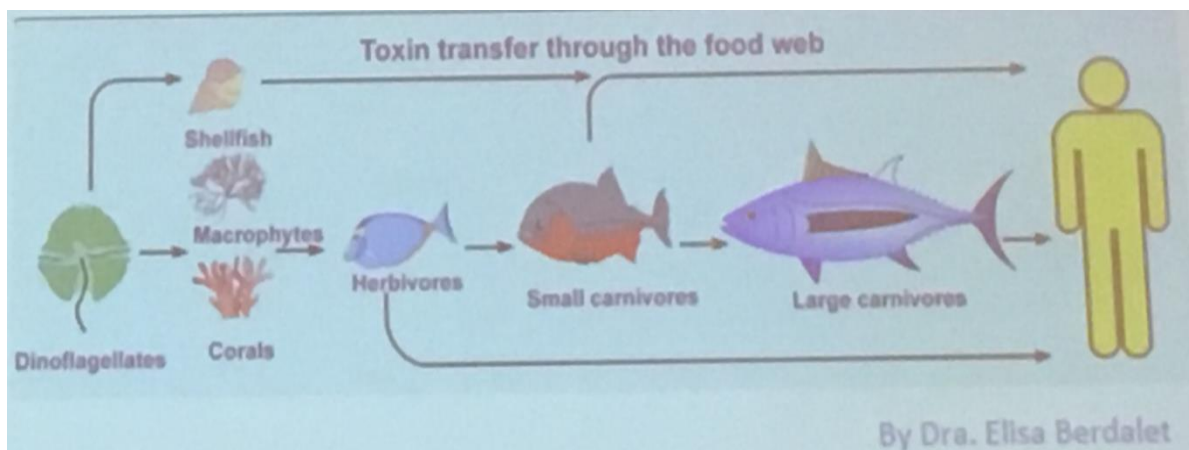 Toxin transfer through the food web
Shellfish
Macrophytes
Herbivores
Small carnivores
Large carnivores
Dinoflagellates
Corals
By Dra. Elisa Berdalet